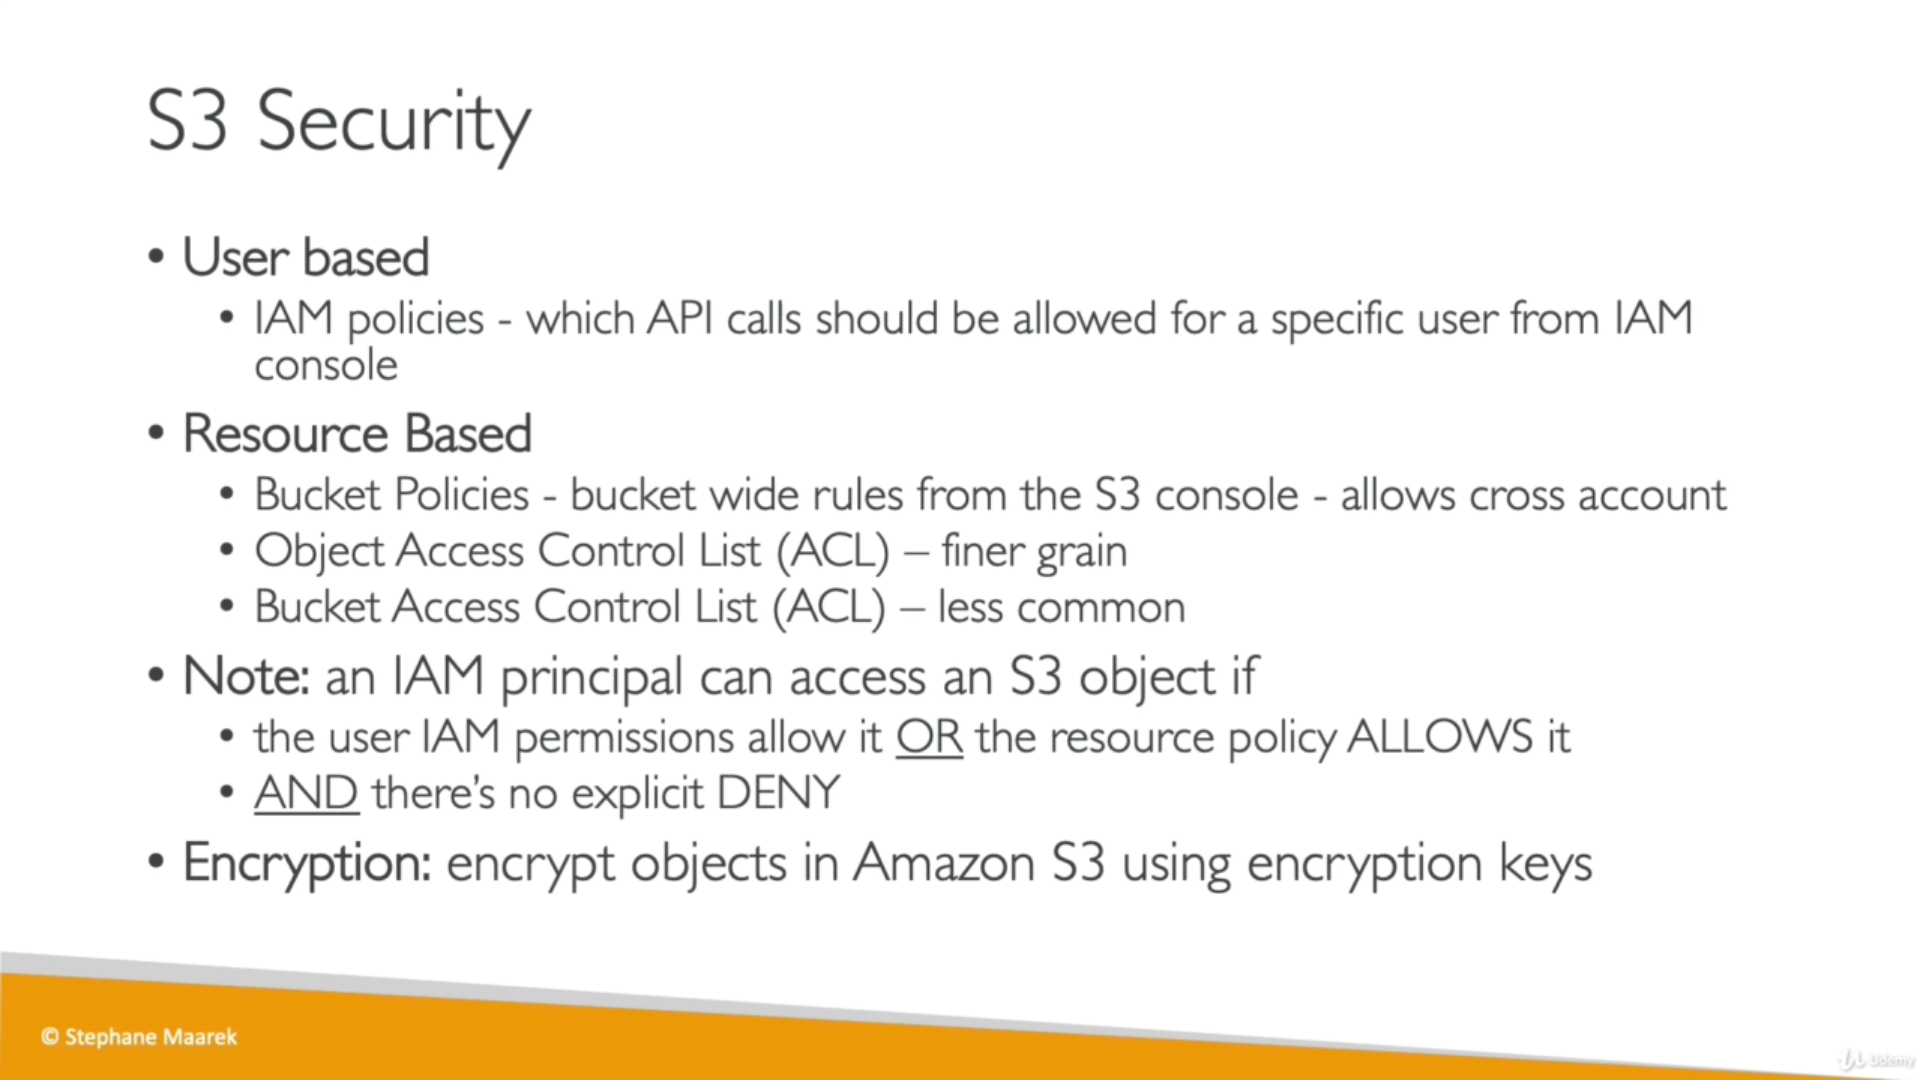 S3 Security
• User based
• IAM policies - which API calls should be allowed for a specific user from IAM
console
• Resource Based
• Bucket Policies - bucket wide rules from the S3 console - allows cross account
• Object Access Control List (ACL) – finer grain
• Bucket Access Control List (ACL) – less common
• Note: an IAM principal can access an S3 object if
• the user IAM permissions allow it OR the resource policy ALLOWS it
• AND there’s no explicit DENY
• Encryption: encrypt objects in Amazon S3 using encryption keys
© Stephane Maarek
Udemy